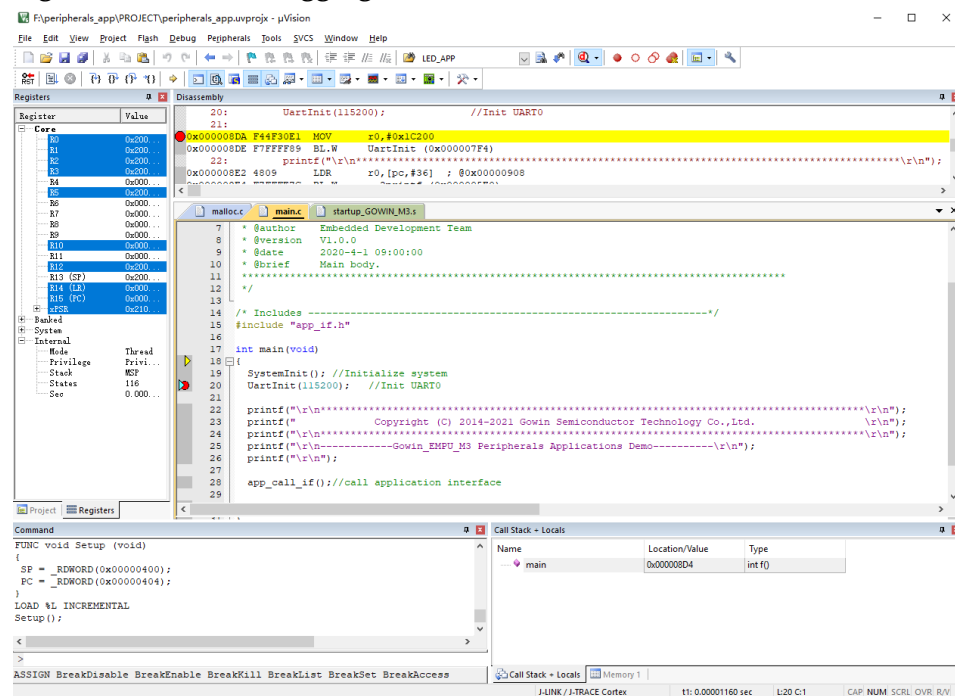 F:\peripherals_app\PROJECT\peripherals_app.uvprojx - µVision
File Edit View Project Flash Debug Peripherals Tools SVCS Window Help
LED_APP
Registers
Register Value
Core
R0 0x200...
R1 0x200...
R2 0x200...
R3 0x200...
R4 0x000...
R5 0x200...
R6 0x000...
R7 0x000...
R8 0x000...
R9 0x000...
R10 0x000...
R11 0x000...
R12 0x200...
R13 (SP) 0x200...
R14 (LR) 0x000...
R15 (PC) 0x000...
xPSR 0x210...
Banked
System
Internal
Mode Thread
Privilege Privi...
Stack MSP
States 116
Sec 0.000...
Project Registers
Disassembly
20: UartInit(115200); //Init UART0
21:
0x000008DA F44F30E1 MOV r0,#0x1C200
0x000008DE F7FFFF89 BL.W UartInit (0x000007F4)
22: printf("\r\n******************************************************************************************\r\n");
0x000008E2 4809 LDR r0,[pc,#36] ; @0x00000908
malloc.c main.c startup_GOWIN_M3.s
7 * @author Embedded Development Team
8 * @version V1.0.0
9 * @date 2020-4-1 09:00:00
10 * @brief Main body.
11 ******************************************************************************************
12 */
13
14 /* Includes ------------------------------------------------------------------*/
15 #include "app_if.h"
16
17 int main(void)
18 {
19 SystemInit(); //Initialize system
20 UartInit(115200); //Init UART0
21
22 printf("\r\n******************************************************************************************\r\n");
23 printf(" Copyright (C) 2014-2021 Gowin Semiconductor Technology Co.,Ltd. \r\n");
24 printf("\r\n******************************************************************************************\r\n");
25 printf("\r\n------------Gowin_EMPU_M3 Peripherals Applications Demo----------\r\n");
26 printf("\r\n");
27
28 app_call_if();//call application interface
29
Command
FUNC void Setup (void)
{
SP = _RDWORD(0x00000400);
PC = _RDWORD(0x00000404);
}
LOAD %L INCREMENTAL
Setup();
>
ASSIGN BreakDisable BreakEnable BreakKill BreakList BreakSet BreakAccess
Call Stack + Locals
Name Location/Value Type
main 0x000008D4 int f()
Call Stack + Locals Memory 1
J-LINK / J-TRACE Cortex t1: 0.00001160 sec L:20 C:1 CAP NUM SCRL OVR R/W